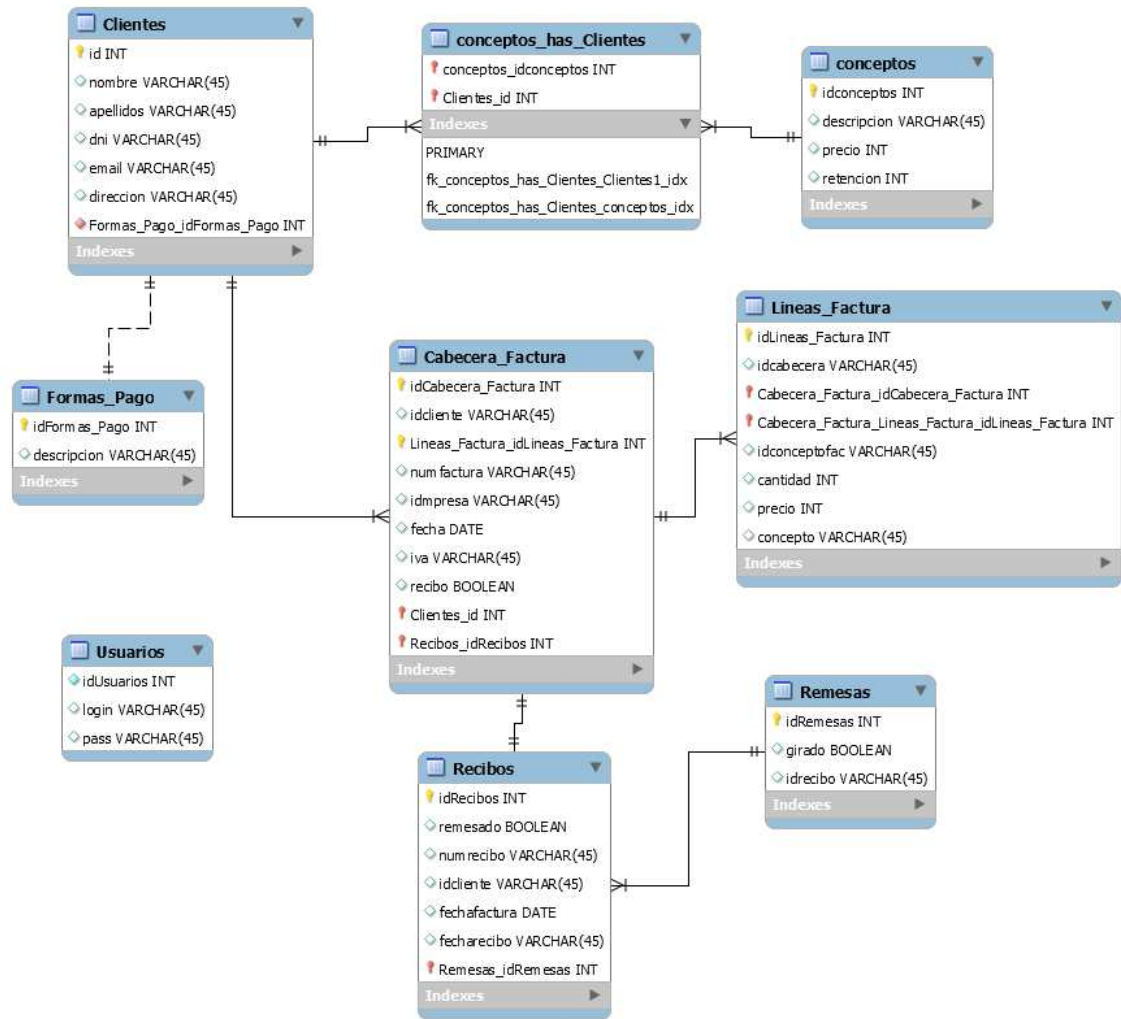 Clientes
id INT
nombre VARCHAR(45)
apellidos VARCHAR(45)
dni VARCHAR(45)
email VARCHAR(45)
direccion VARCHAR(45)
Formas_Pago_idFormas_Pago INT
Indexes
conceptos_has_Clientes
conceptos_idconceptos INT
Clientes_id INT
Indexes
PRIMARY
fk_conceptos_has_Clientes_Clientes1_idx
fk_conceptos_has_Clientes_conceptos_idx
conceptos
idconceptos INT
descripcion VARCHAR(45)
precio INT
retencion INT
Indexes
Formas_Pago
idFormas_Pago INT
descripcion VARCHAR(45)
Indexes
Cabecera_Factura
idCabecera_Factura INT
idcliente VARCHAR(45)
Lineas_Factura_idLineas_Factura INT
numfactura VARCHAR(45)
idmpresa VARCHAR(45)
fecha DATE
iva VARCHAR(45)
recibo BOOLEAN
Clientes_id INT
Recibos_idRecibos INT
Indexes
Lineas_Factura
idLineas_Factura INT
idcabecera VARCHAR(45)
Cabecera_Factura_idCabecera_Factura INT
Cabecera_Factura_Lineas_Factura_idLineas_Factura INT
idconceptofac VARCHAR(45)
cantidad INT
precio INT
concepto VARCHAR(45)
Indexes
Usuarios
idUsuarios INT
login VARCHAR(45)
pass VARCHAR(45)
Recibos
idRecibos INT
remesado BOOLEAN
numrecibo VARCHAR(45)
idcliente VARCHAR(45)
fechafactura DATE
fecharecibo VARCHAR(45)
Remesas_idRemesas INT
Indexes
Remesas
idRemesas INT
girado BOOLEAN
idrecibo VARCHAR(45)
Indexes